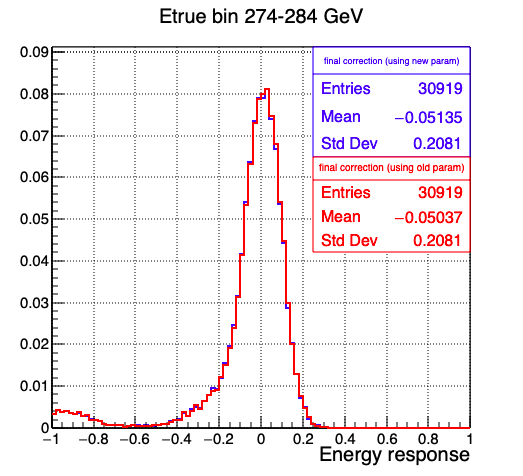 Etrue bin 274-284 GeV
0.09
0.08
0.07
0.06
0.05
0.04
0.03
0.02
0.01
0
final correction (using new param)
Entries 30919
Mean −0.05135
Std Dev 0.2081
final correction (using old param)
Entries 30919
Mean −0.05037
Std Dev 0.2081
−1 −0.8 −0.6 −0.4 −0.2 0 0.2 0.4 0.6 0.8 1
Energy response